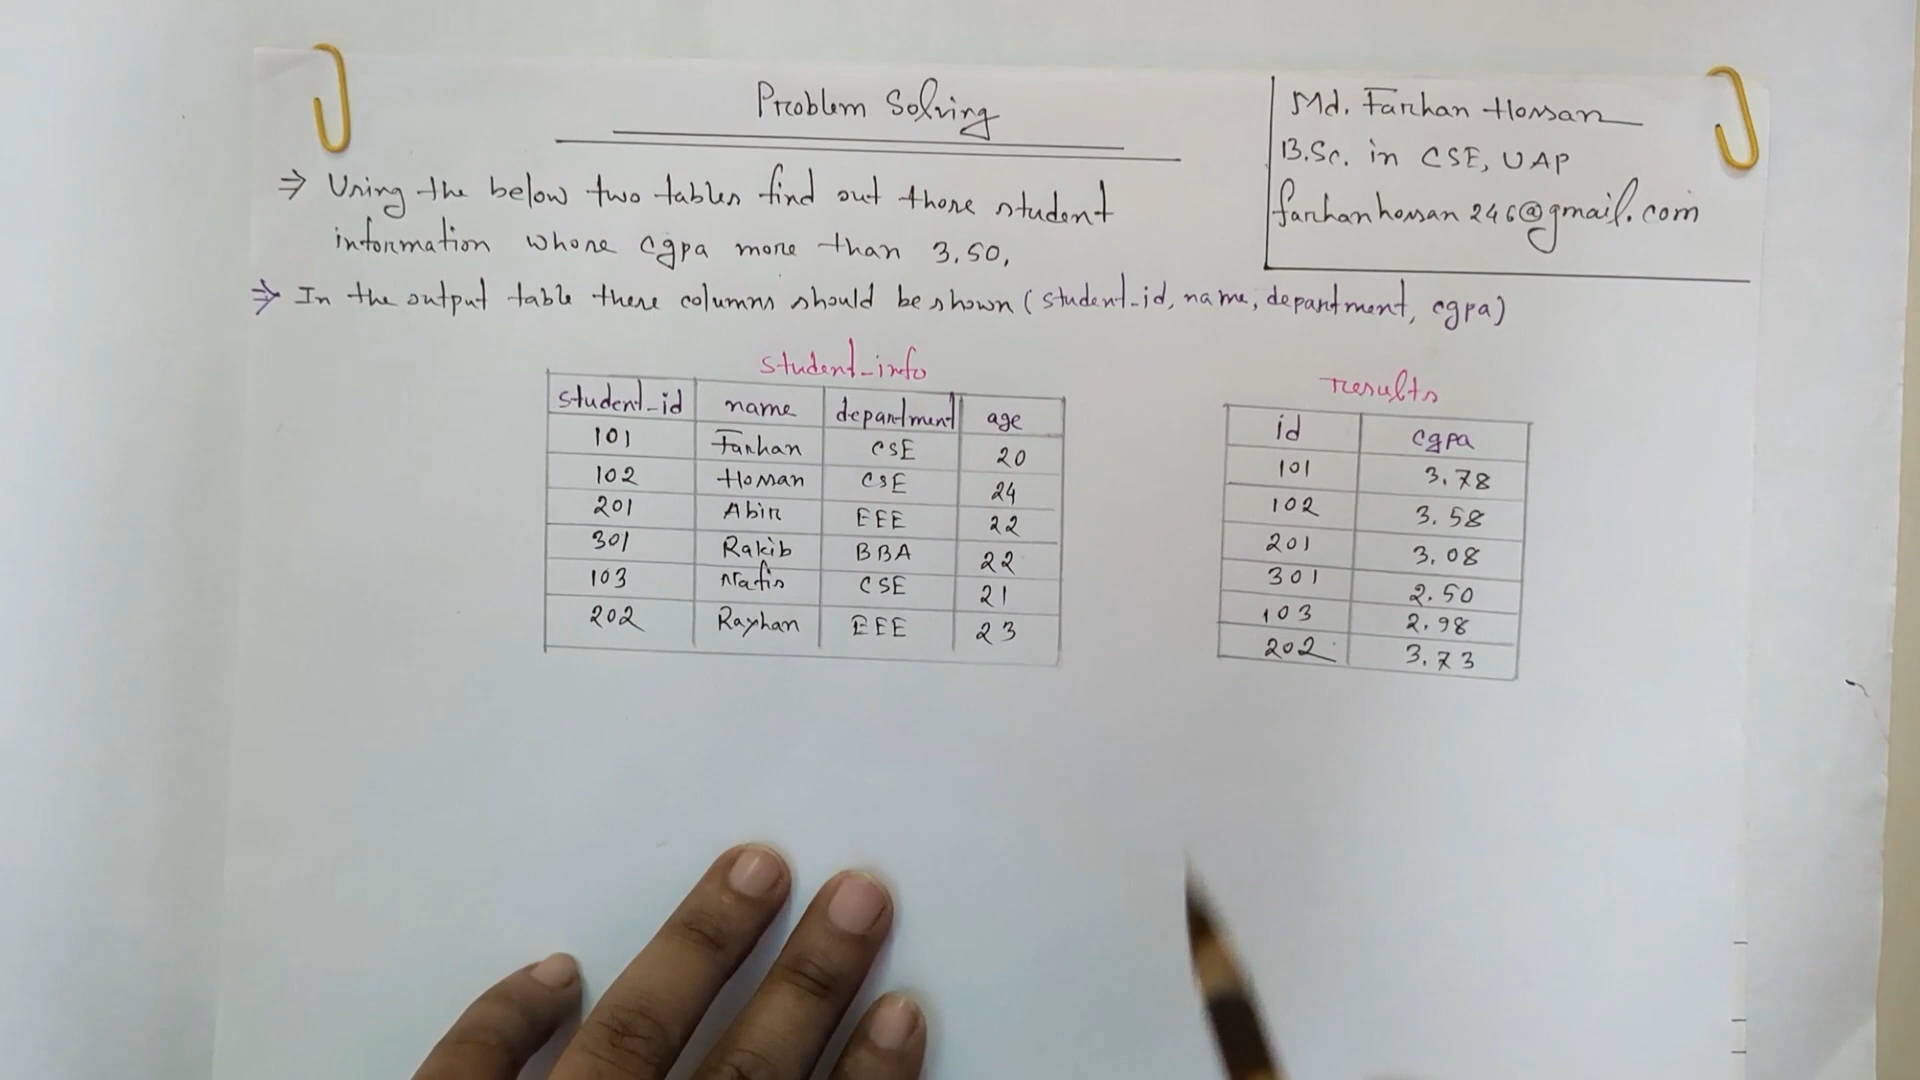 Problem Solving
Md. Farhan Hossan
B.Sc. in CSE, UAP
farhanhossan246@gmail.com
⇒ Using the below two tables find out those student
information whose cgpa more than 3.50.
⇒ In the output table these columns should be shown (student_id, name, department, cgpa)
student_info
student_id name department age
101 Farhan CSE 20
102 Hossan CSE 24
201 Abir EEE 22
301 Rakib BBA 22
103 Nafis CSE 21
202 Rayhan EEE 23
results
id cgpa
101 3.78
102 3.58
201 3.08
301 2.50
103 2.98
202 3.73